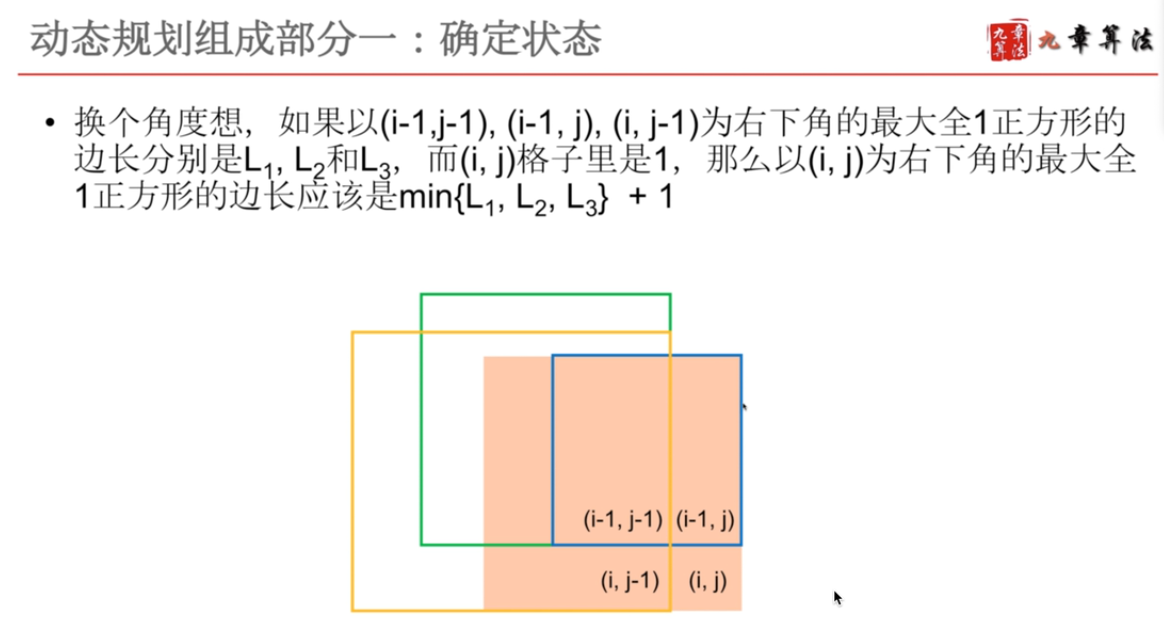 动态规划组成部分一：确定状态
九章算法 九章算法
• 换个角度想，如果以(i-1,j-1), (i-1, j), (i, j-1)为右下角的最大全1正方形的
边长分别是L₁, L₂和L₃，而(i, j)格子里是1，那么以(i, j)为右下角的最大全
1正方形的边长应该是min{L₁, L₂, L₃} + 1
(i-1, j-1) (i-1, j)
(i, j-1) (i, j)